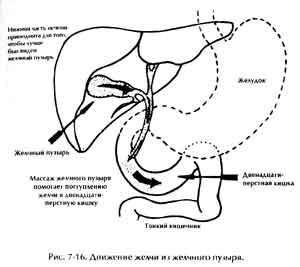 Нижняя часть печени
приподнята для того,
чтобы лучше
был виден
желчный пузырь
Желудок
Желчный пузырь
Массаж желчного пузыря
помогает поступлению
желчи в двенадцати-
перстную кишку
Двенадцати-
перстная кишка
Тонкий кишечник
Рис. 7-16. Движение желчи из желчного пузыря.